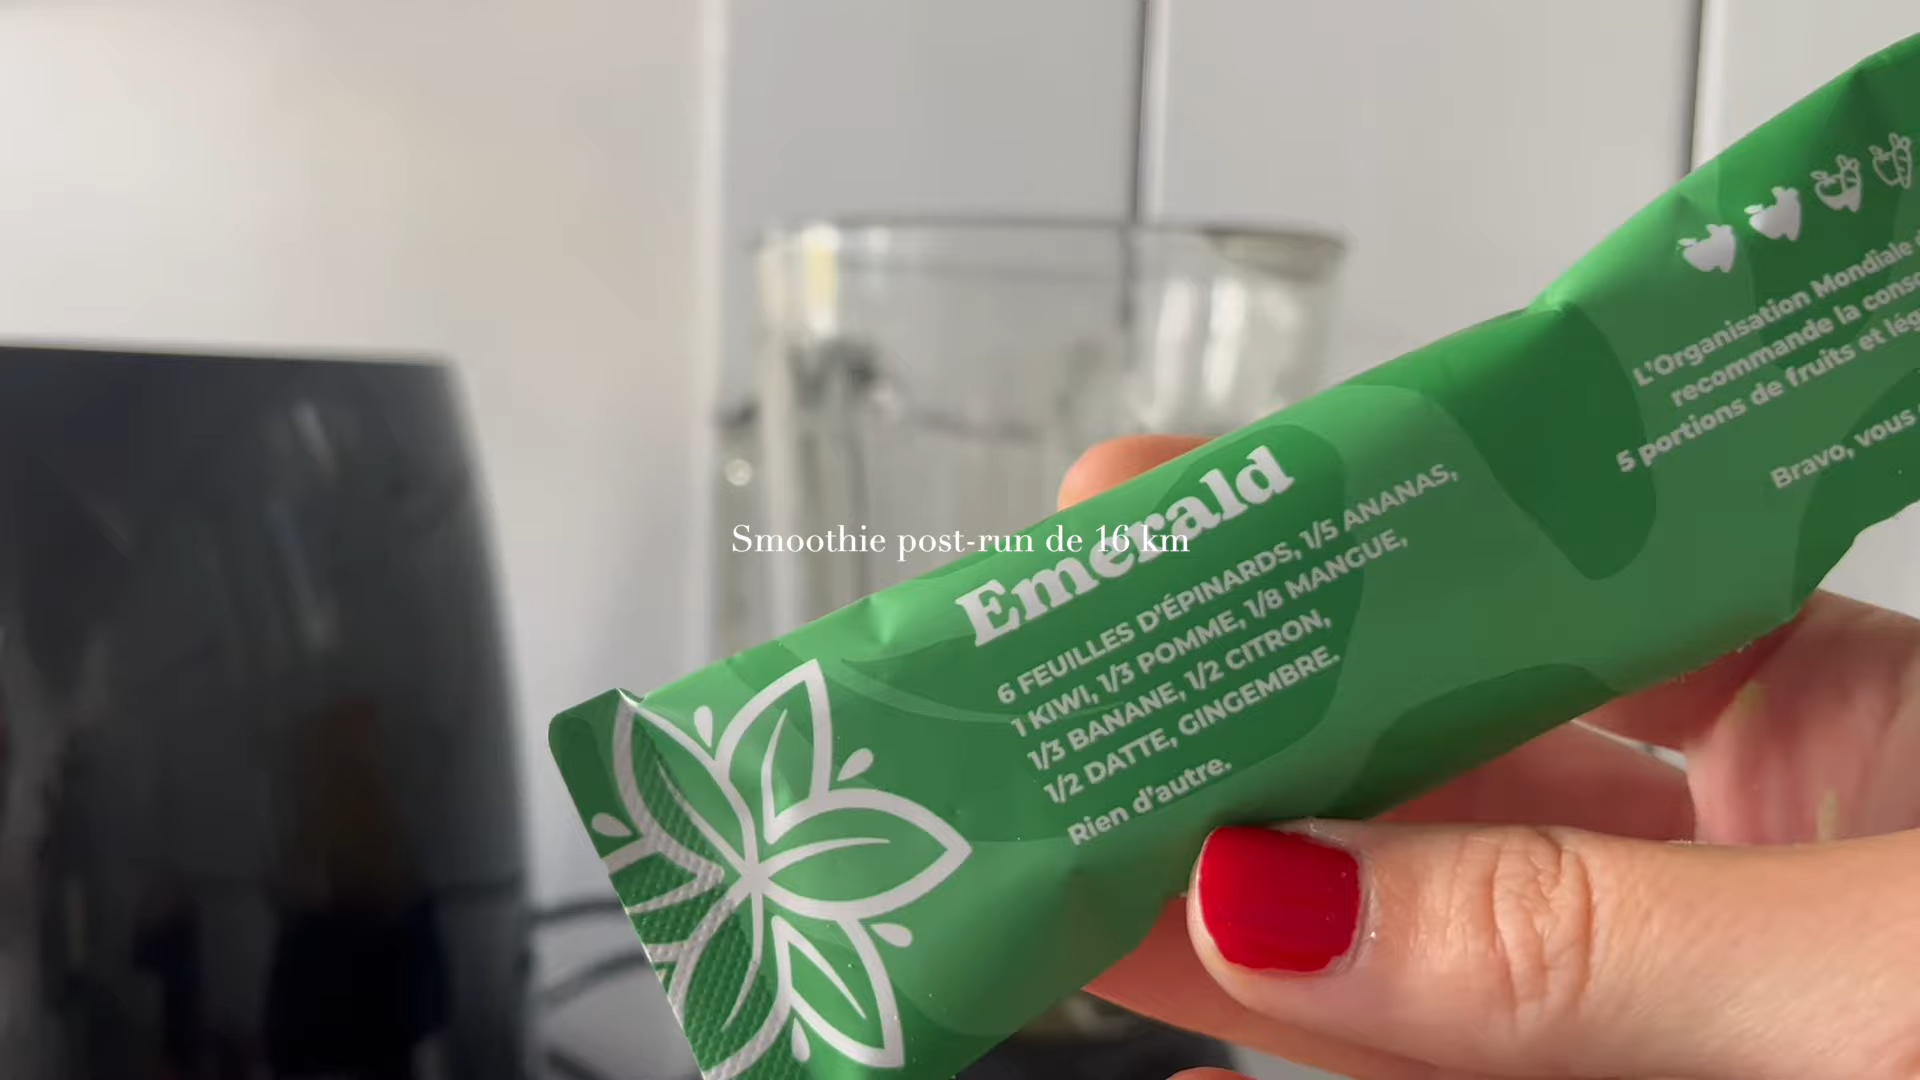 Smoothie post-run de 16 km
Emerald
6 FEUILLES D'ÉPINARDS, 1/5 ANANAS,
1 KIWI, 1/3 POMME, 1/8 MANGUE,
1/3 BANANE, 1/2 CITRON,
1/2 DATTE, GINGEMBRE.
Rien d'autre.
L'Organisation Mondiale
recommande la
5 portions de fruits et
Bravo, vous